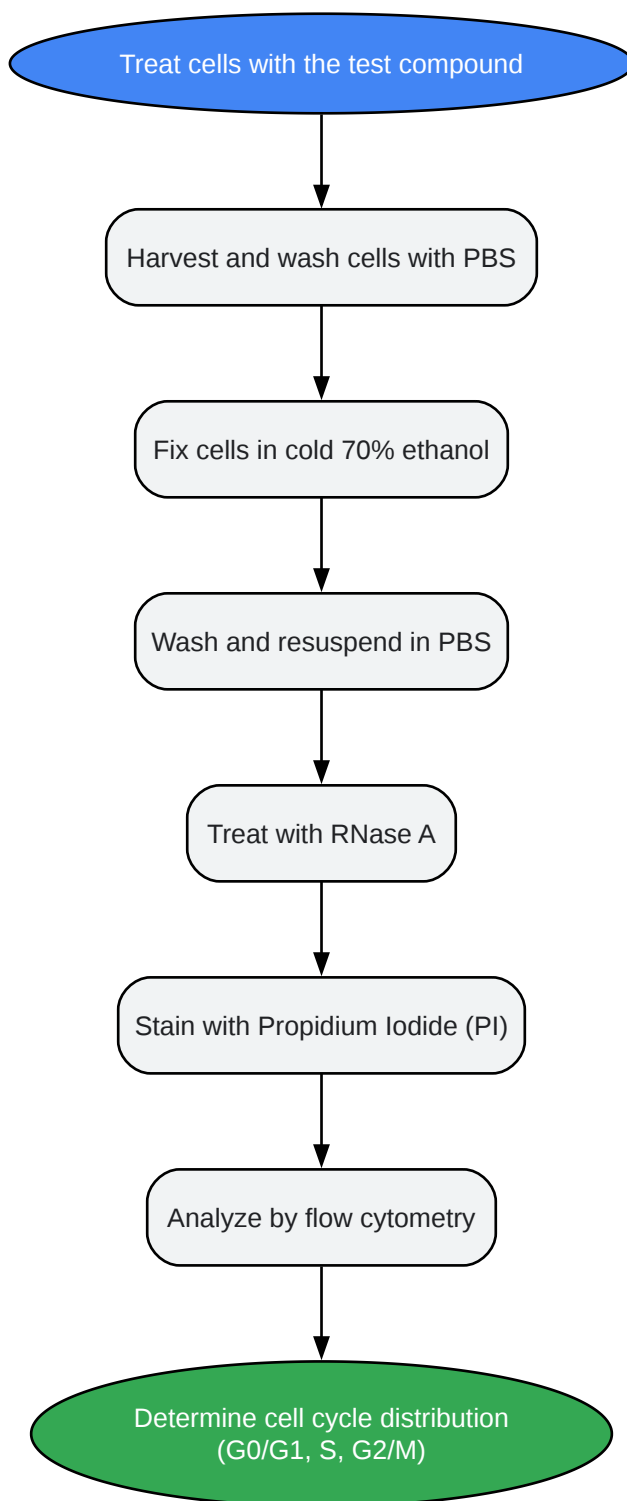 Treat cells with the test compound
Harvest and wash cells with PBS
Fix cells in cold 70% ethanol
Wash and resuspend in PBS
Treat with RNase A
Stain with Propidium Iodide (PI)
Analyze by flow cytometry
Determine cell cycle distribution
(G0/G1, S, G2/M)